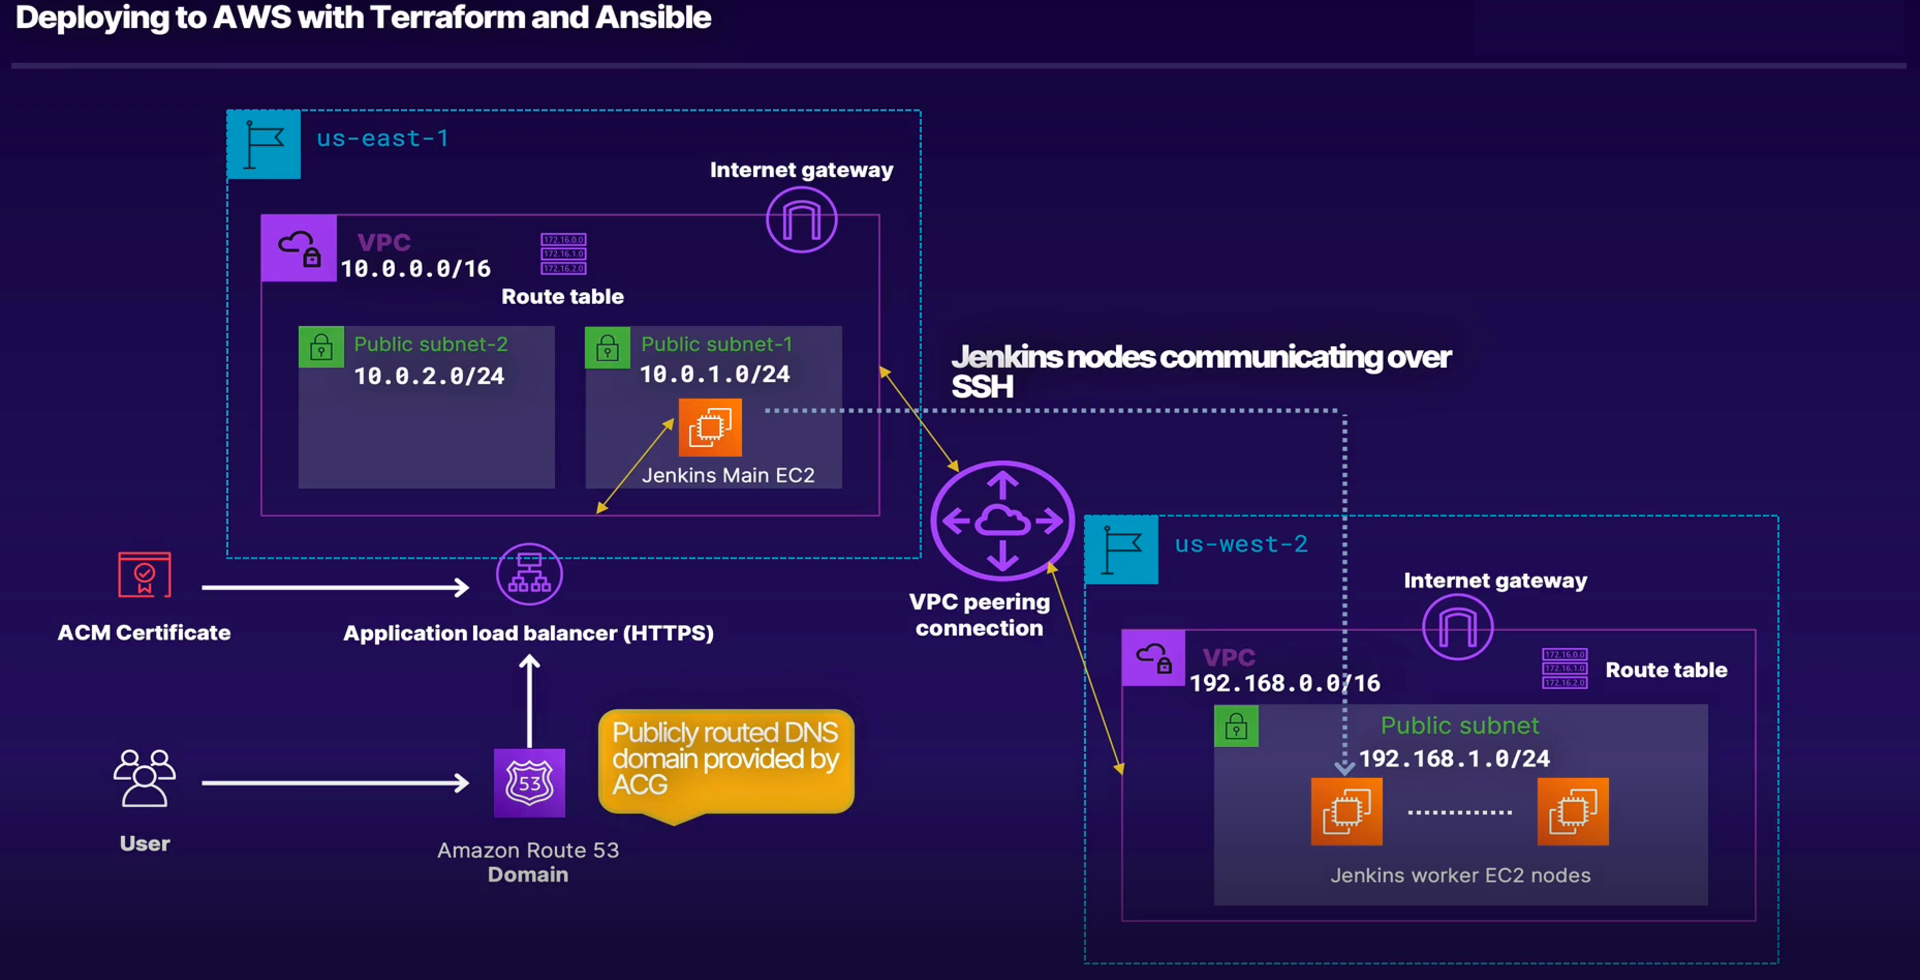 Deploying to AWS with Terraform and Ansible
us-east-1
Internet gateway
VPC
10.0.0.0/16
172.16.0.0
172.16.1.0
172.16.2.0
Route table
Public subnet-2
10.0.2.0/24
Public subnet-1
10.0.1.0/24
Jenkins Main EC2
Jenkins nodes communicating over
SSH
VPC peering
connection
ACM Certificate
Application load balancer (HTTPS)
us-west-2
Internet gateway
VPC
192.168.0.0/16
172.16.0.0
172.16.1.0
172.16.2.0
Route table
Public subnet
192.168.1.0/24
Jenkins worker EC2 nodes
Publicly routed DNS
domain provided by
ACG
User
53
Amazon Route 53
Domain